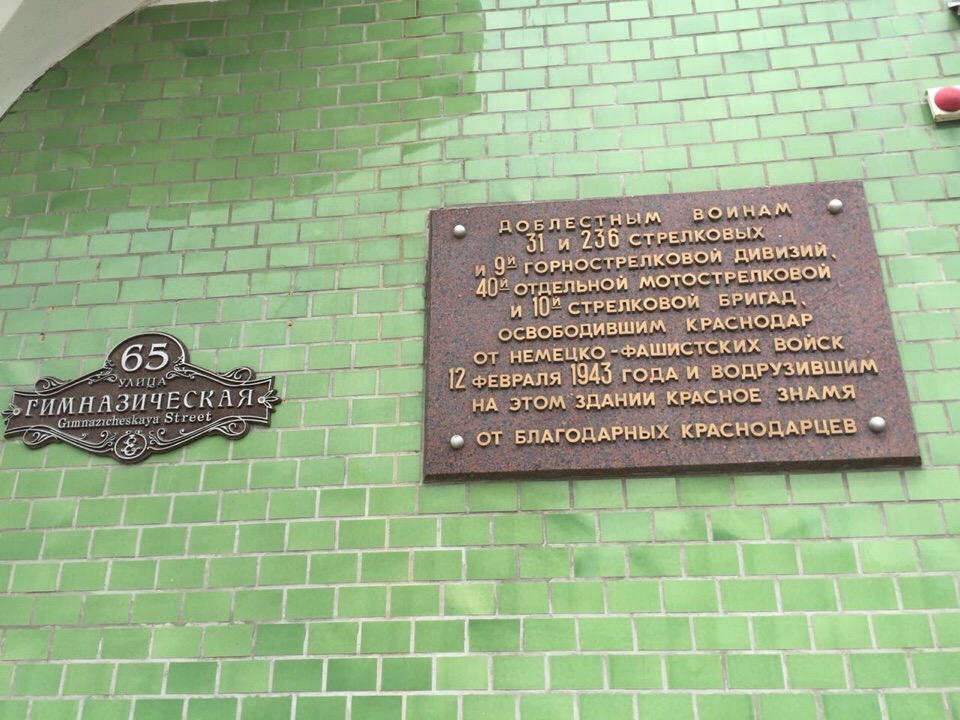 65
УЛИЦА
ГИМНАЗИЧЕСКАЯ
Gimnazicheskaya Street
ДОБЛЕСТНЫМ ВОИНАМ
31 И 236 СТРЕЛКОВЫХ
И 9Й ГОРНОСТРЕЛКОВОЙ ДИВИЗИЙ,
40Й ОТДЕЛЬНОЙ МОТОСТРЕЛКОВОЙ
И 10Й СТРЕЛКОВОЙ БРИГАД,
ОСВОБОДИВШИМ КРАСНОДАР
ОТ НЕМЕЦКО-ФАШИСТСКИХ ВОЙСК
12 ФЕВРАЛЯ 1943 ГОДА И ВОДРУЗИВШИМ
НА ЭТОМ ЗДАНИИ КРАСНОЕ ЗНАМЯ
ОТ БЛАГОДАРНЫХ КРАСНОДАРЦЕВ